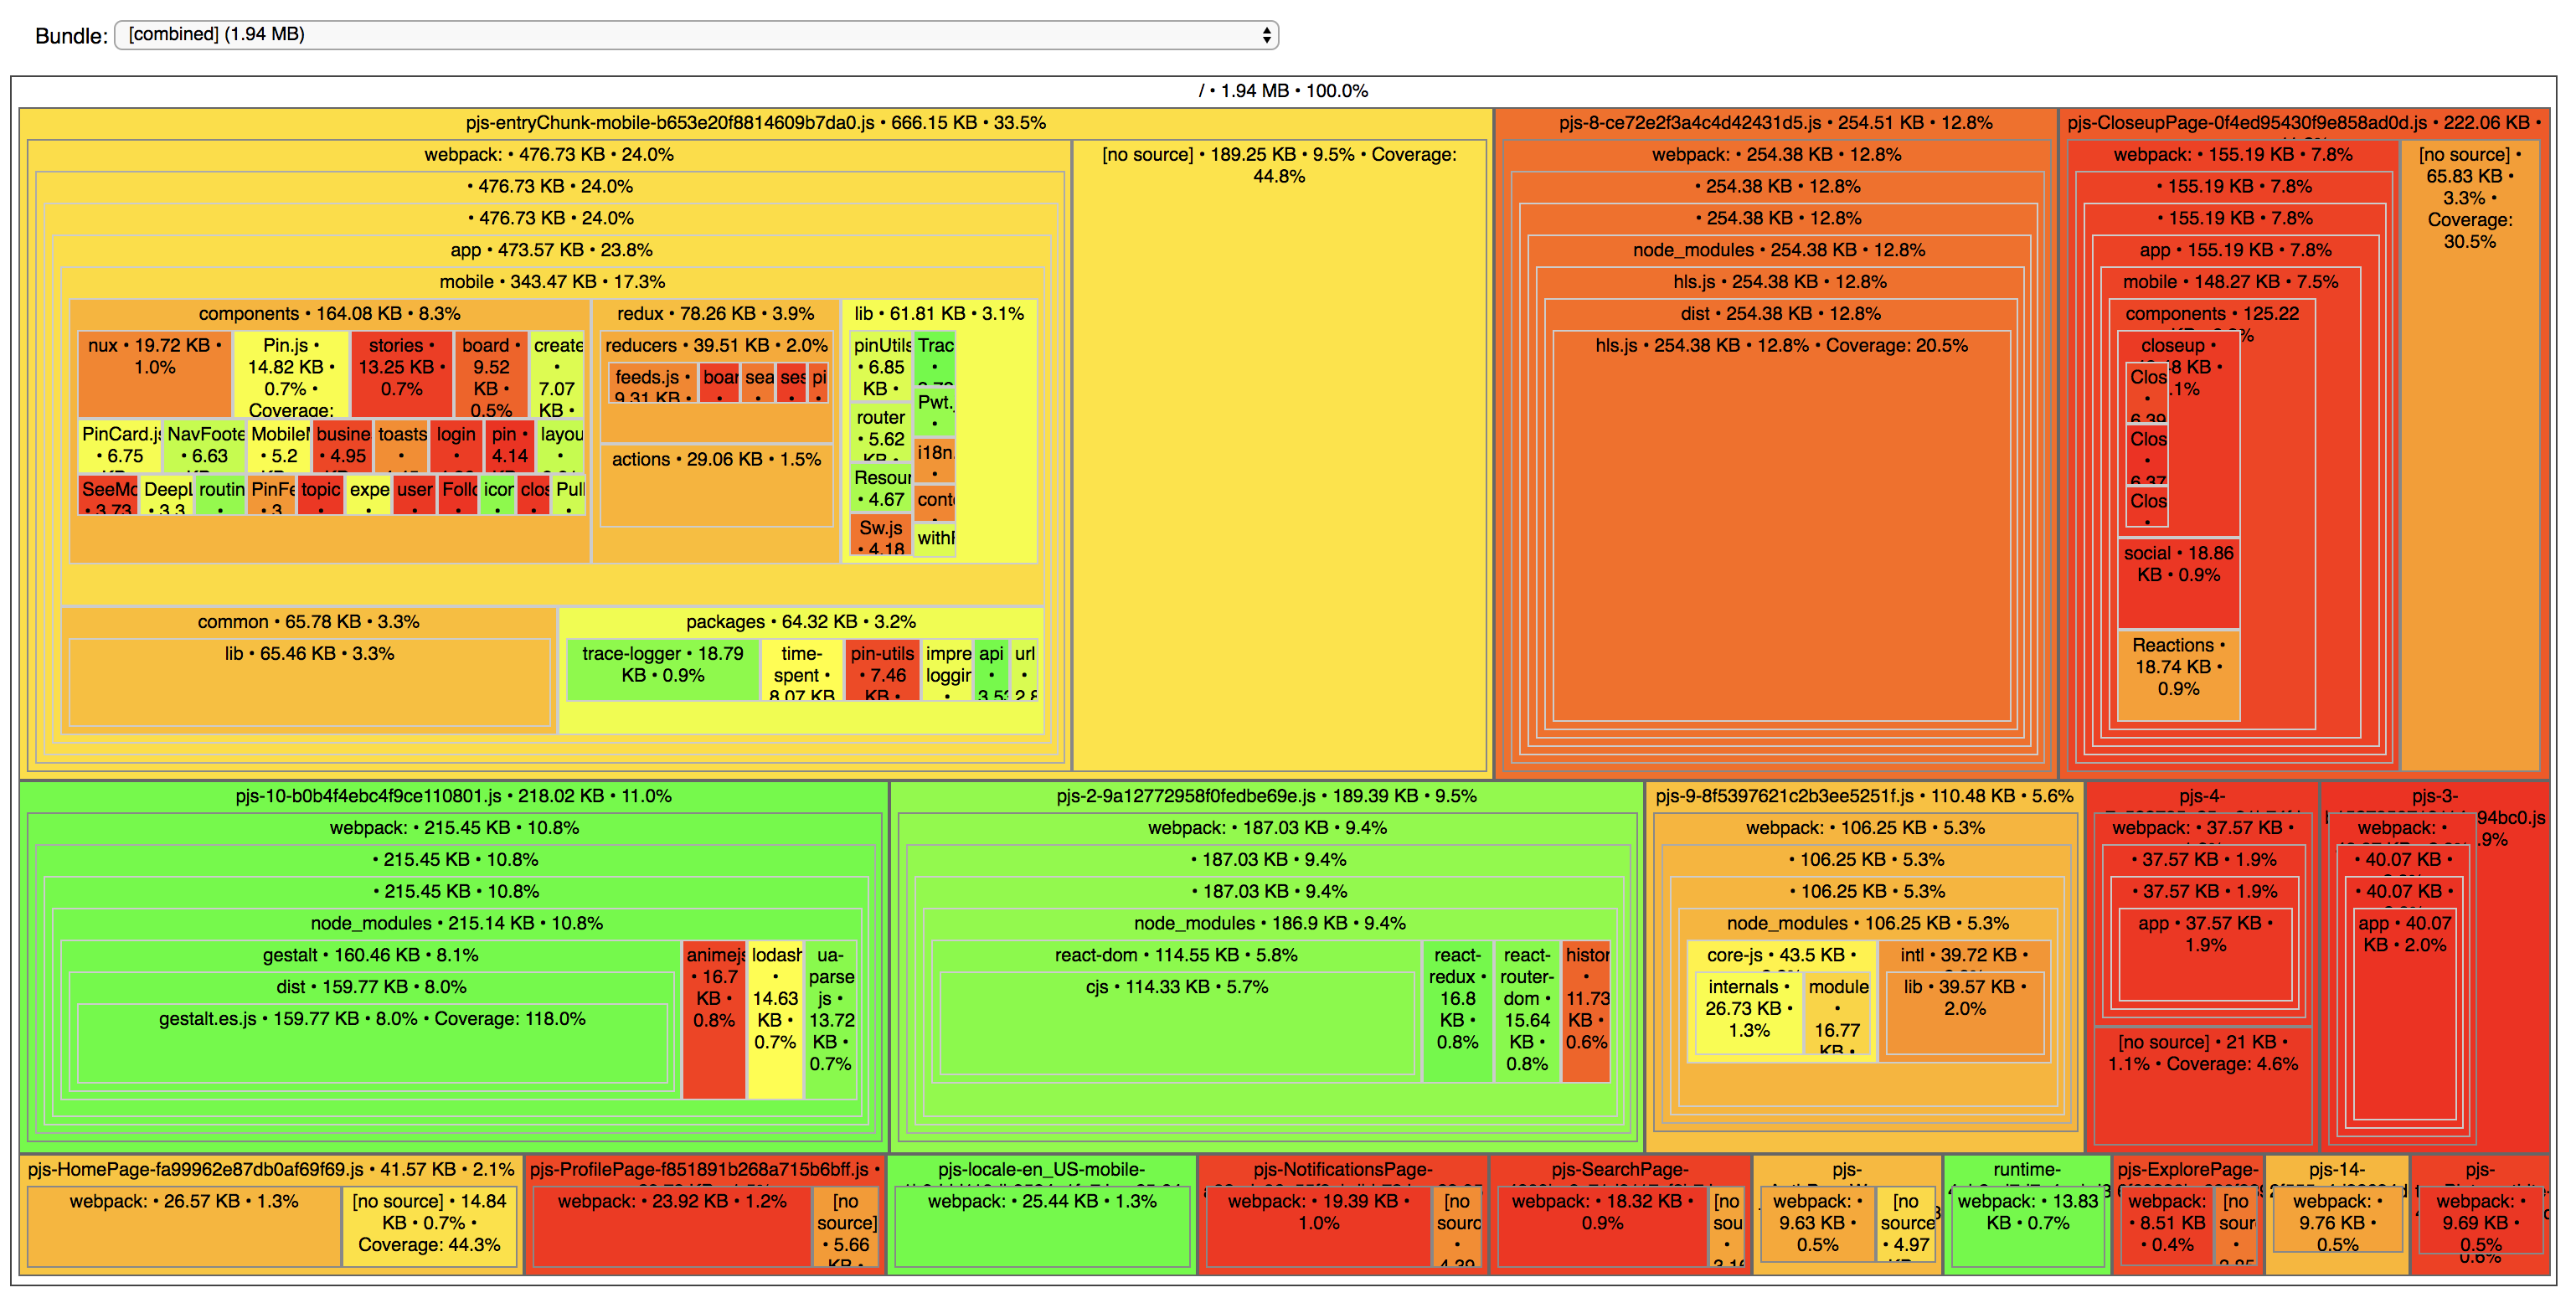 Bundle: [combined] (1.94 MB)
/ • 1.94 MB • 100.0%
pjs-entryChunk-mobile-b653e20f8814609b7da0.js • 666.15 KB • 33.5%
webpack: • 476.73 KB • 24.0%
• 476.73 KB • 24.0%
• 476.73 KB • 24.0%
app • 473.57 KB • 23.8%
mobile • 343.47 KB • 17.3%
components • 164.08 KB • 8.3%
nux • 19.72 KB •
1.0%
Pin.js •
14.82 KB •
0.7% •
Coverage:
stories •
13.25 KB •
0.7%
board •
9.52
KB •
0.5%
create
•
7.07
KB •
PinCard.js
• 6.75
NavFoote
• 6.63
Mobile
• 5.2
busine
• 4.95
toasts
•
login
•
pin •
4.14
layou
•
SeeMo
• 3.73
DeepL
• 3.3
routin
•
PinFe
• 3
topic
•
expe
•
user
•
Follo
•
icor
•
clos
•
Pull
•
redux • 78.26 KB • 3.9%
reducers • 39.51 KB • 2.0%
feeds.js •
9.31 KB •
boar
•
sea
•
ses
•
pi
•
actions • 29.06 KB • 1.5%
lib • 61.81 KB • 3.1%
pinUtils
• 6.85
KB •
router
• 5.62
KB •
Resour
• 4.67
Sw.js
• 4.18
Trac
•
Pwt.
•
i18n.
•
cont
•
with
common • 65.78 KB • 3.3%
lib • 65.46 KB • 3.3%
packages • 64.32 KB • 3.2%
trace-logger • 18.79
KB • 0.9%
time-
spent •
8.07 KB
pin-utils
• 7.46
KB •
impre
loggir
•
api
•
3.5
url
•
2.8
[no source] • 189.25 KB • 9.5% • Coverage:
44.8%
pjs-8-ce72e2f3a4c4d42431d5.js • 254.51 KB • 12.8%
webpack: • 254.38 KB • 12.8%
• 254.38 KB • 12.8%
• 254.38 KB • 12.8%
node_modules • 254.38 KB • 12.8%
hls.js • 254.38 KB • 12.8%
dist • 254.38 KB • 12.8%
hls.js • 254.38 KB • 12.8% • Coverage: 20.5%
pjs-CloseupPage-0f4ed95430f9e858ad0d.js • 222.06 KB •
webpack: • 155.19 KB • 7.8%
• 155.19 KB • 7.8%
• 155.19 KB • 7.8%
app • 155.19 KB • 7.8%
mobile • 148.27 KB • 7.5%
components • 125.22
closeup •
Clos
•
6.39
Clos
•
6.37
Clos
•
social • 18.86
KB • 0.9%
Reactions •
18.74 KB •
0.9%
[no source] •
65.83 KB •
3.3% •
Coverage:
30.5%
pjs-10-b0b4f4ebc4f9ce110801.js • 218.02 KB • 11.0%
webpack: • 215.45 KB • 10.8%
• 215.45 KB • 10.8%
• 215.45 KB • 10.8%
node_modules • 215.14 KB • 10.8%
gestalt • 160.46 KB • 8.1%
dist • 159.77 KB • 8.0%
gestalt.es.js • 159.77 KB • 8.0% • Coverage: 118.0%
animejs
• 16.7
KB •
0.8%
lodash
•
14.63
KB •
0.7%
ua-
parse
js •
13.72
KB •
0.7%
pjs-2-9a12772958f0fedbe69e.js • 189.39 KB • 9.5%
webpack: • 187.03 KB • 9.4%
• 187.03 KB • 9.4%
• 187.03 KB • 9.4%
node_modules • 186.9 KB • 9.4%
react-dom • 114.55 KB • 5.8%
cjs • 114.33 KB • 5.7%
react-
redux •
16.8
KB •
0.8%
react-
router-
dom •
15.64
KB •
0.8%
histor
•
11.73
KB •
0.6%
pjs-9-8f5397621c2b3ee5251f.js • 110.48 KB • 5.6%
webpack: • 106.25 KB • 5.3%
• 106.25 KB • 5.3%
• 106.25 KB • 5.3%
node_modules • 106.25 KB • 5.3%
core-js • 43.5 KB •
internals •
26.73 KB •
1.3%
module
•
16.77
KB •
intl • 39.72 KB •
lib • 39.57 KB •
2.0%
pjs-4-
webpack: • 37.57 KB •
• 37.57 KB • 1.9%
• 37.57 KB • 1.9%
app • 37.57 KB •
1.9%
[no source] • 21 KB •
1.1% • Coverage: 4.6%
pjs-3-
94bc0.js
webpack: •
• 40.07 KB •
• 40.07 KB •
app • 40.07
KB • 2.0%
pjs-HomePage-fa99962e87db0af69f69.js • 41.57 KB • 2.1%
webpack: • 26.57 KB • 1.3%
[no source] • 14.84
KB • 0.7% •
Coverage: 44.3%
pjs-ProfilePage-f851891b268a715b6bff.js •
webpack: • 23.92 KB • 1.2%
[no
source]
• 5.66
KB •
pjs-locale-en_US-mobile-
webpack: • 25.44 KB • 1.3%
pjs-NotificationsPage-
webpack: • 19.39 KB •
1.0%
[no
sourc
•
4.39
pjs-SearchPage-
webpack: • 18.32 KB •
0.9%
[no
sou
•
pjs-
webpack: •
9.63 KB •
0.5%
[no
source
• 4.97
runtime-
webpack: • 13.83
KB • 0.7%
pjs-ExplorePage-
webpack:
• 8.51 KB
• 0.4%
[no
sour
•
pjs-14-
webpack: •
9.76 KB •
0.5%
pjs-
webpack: •
9.69 KB •
0.5%
0.6%